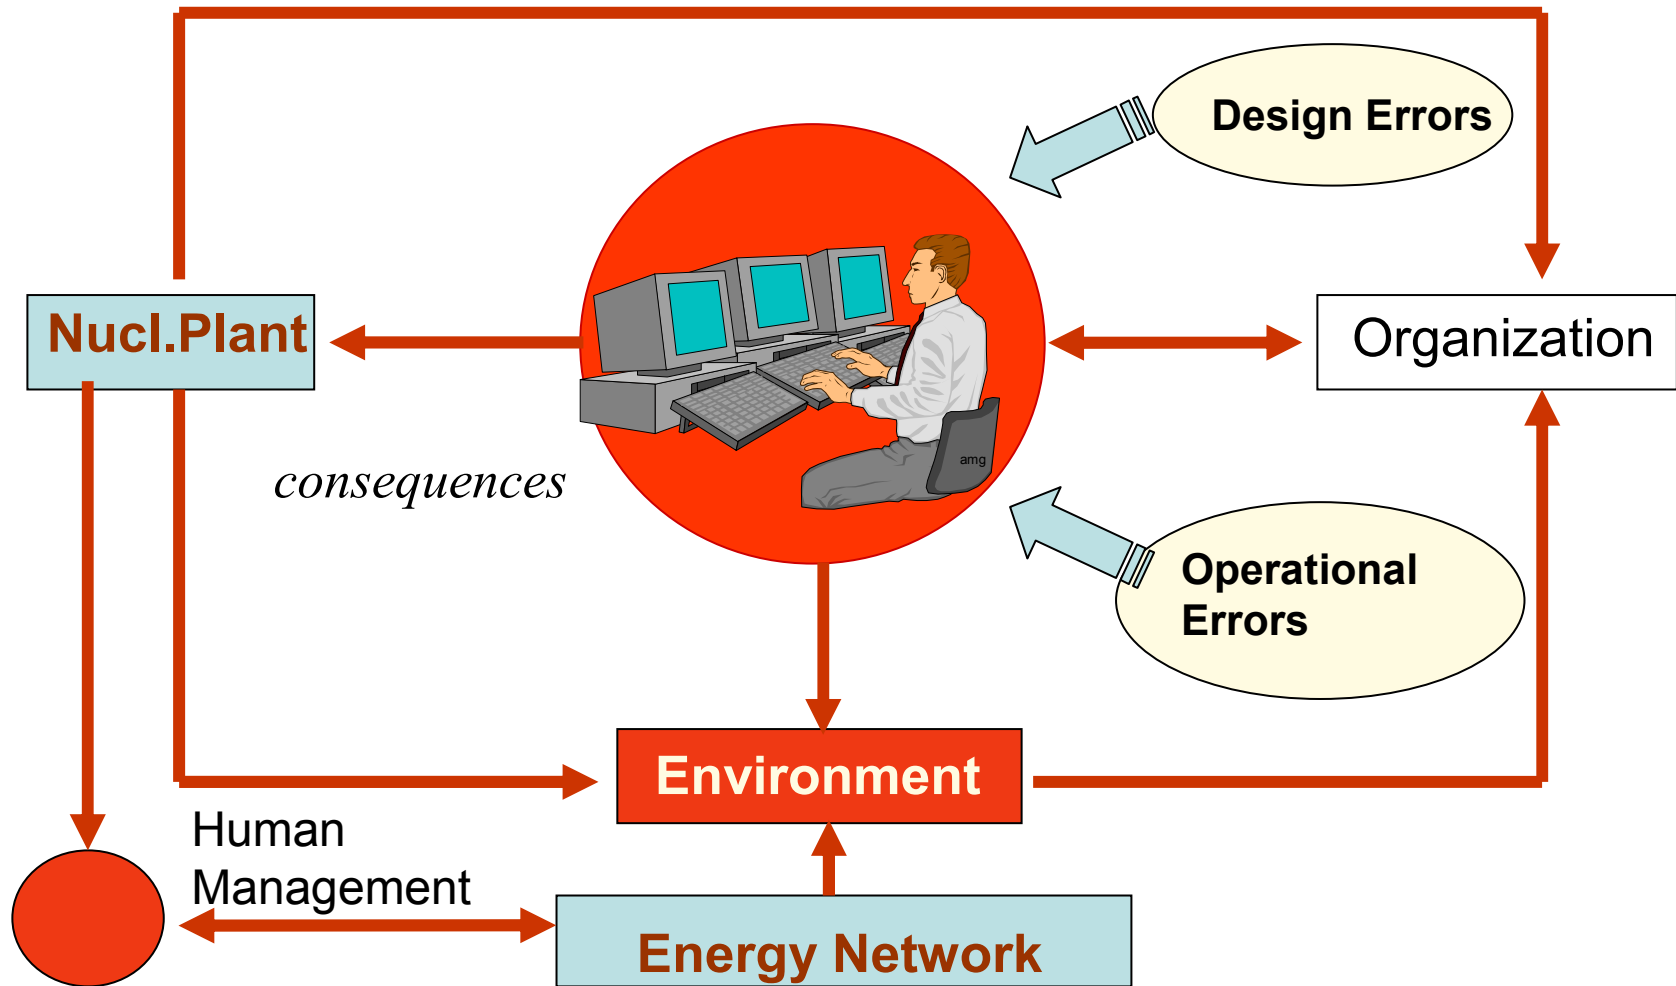 Design Errors
Nucl.Plant
Organization
amg
consequences
Operational
Errors
Environment
Human
Management
Energy Network